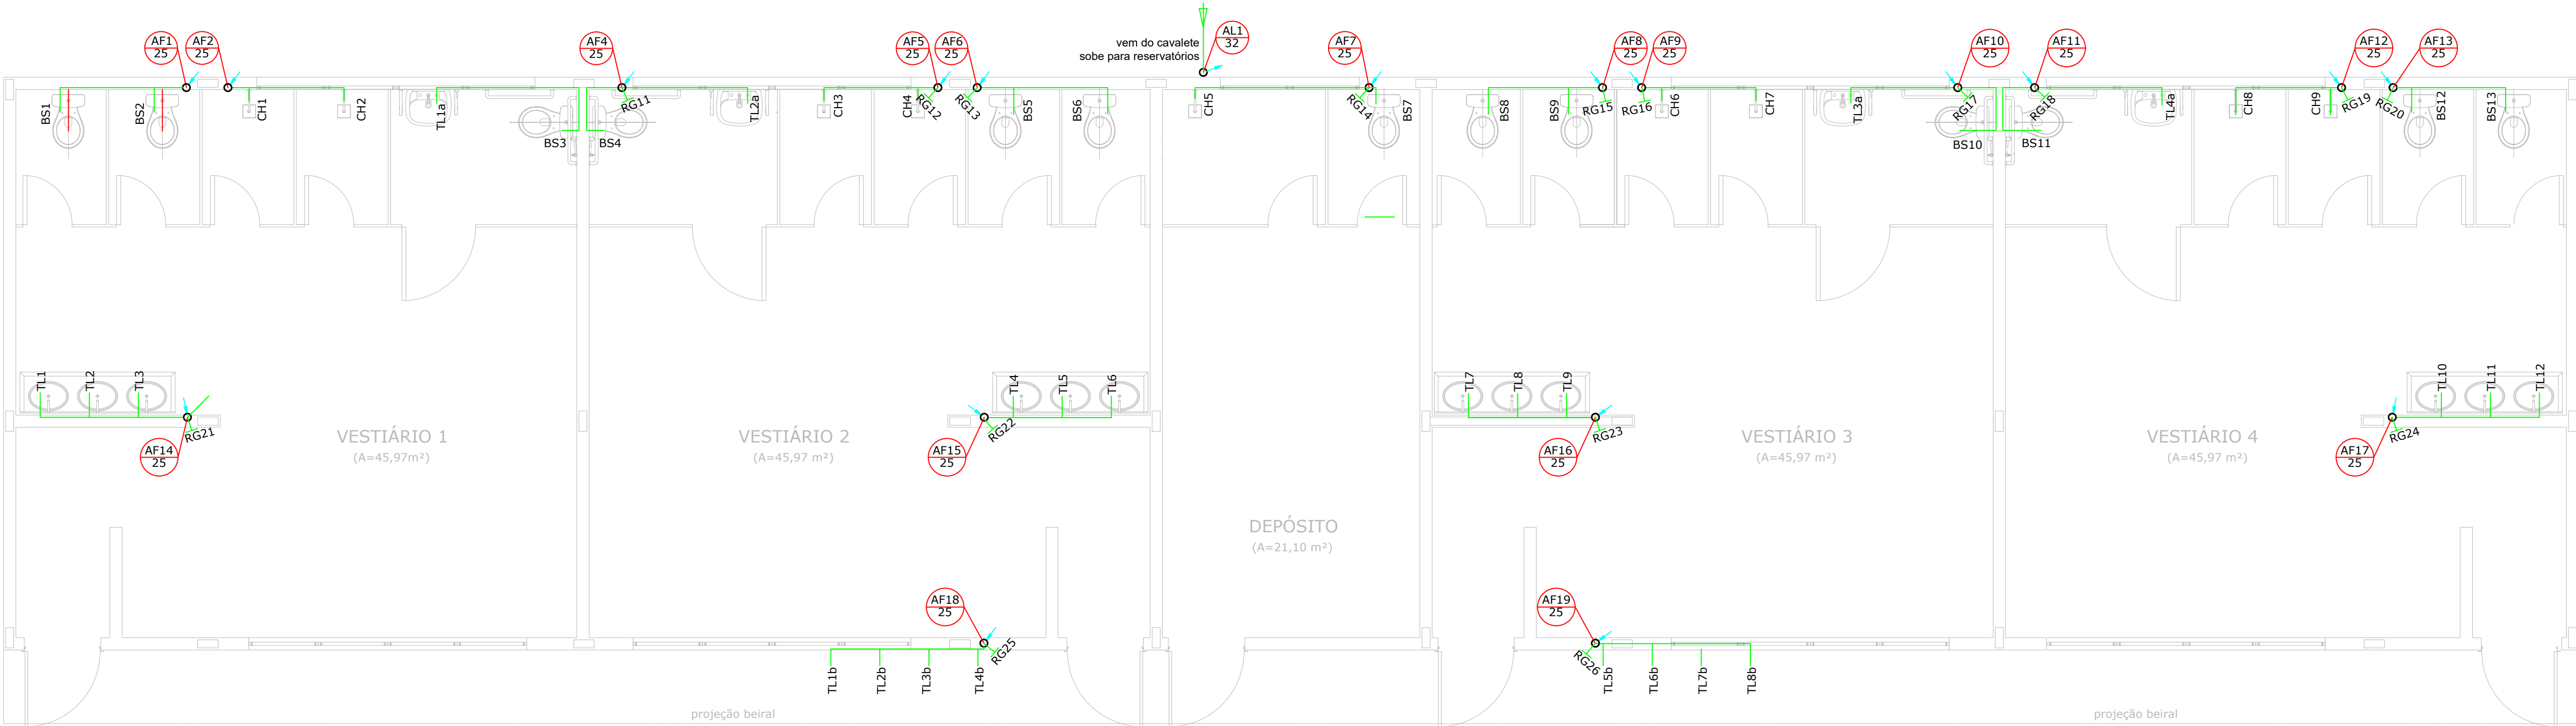 AF1
25
AF2
25
AF4
25
AF5
25
AF6
25
vem do cavalete
sobe para reservatórios
AL1
32
AF7
25
AF8
25
AF9
25
AF10
25
AF11
25
AF12
25
AF13
25
BS1
BS2
CH1
CH2
TL1a
BS3
BS4
RG11
TL2a
CH3
CH4
RG12
RG13
BS5
BS6
CH5
RG14
BS7
BS8
BS9
RG15
RG16
CH6
CH7
TL3a
RG17
BS10
BS11
RG18
TL4a
CH8
CH9
RG19
RG20
BS12
BS13
TL1
TL2
TL3
RG21
AF14
25
VESTIÁRIO 1
(A=45,97m²)
VESTIÁRIO 2
(A=45,97 m²)
AF15
25
RG22
TL4
TL5
TL6
TL7
TL8
TL9
RG23
AF16
25
VESTIÁRIO 3
(A=45,97 m²)
VESTIÁRIO 4
(A=45,97 m²)
AF17
25
RG24
TL10
TL11
TL12
DEPÓSITO
(A=21,10 m²)
AF18
25
RG25
TL1b
TL2b
TL3b
TL4b
AF19
25
RG26
TL5b
TL6b
TL7b
TL8b
projeção beiral
projeção beiral